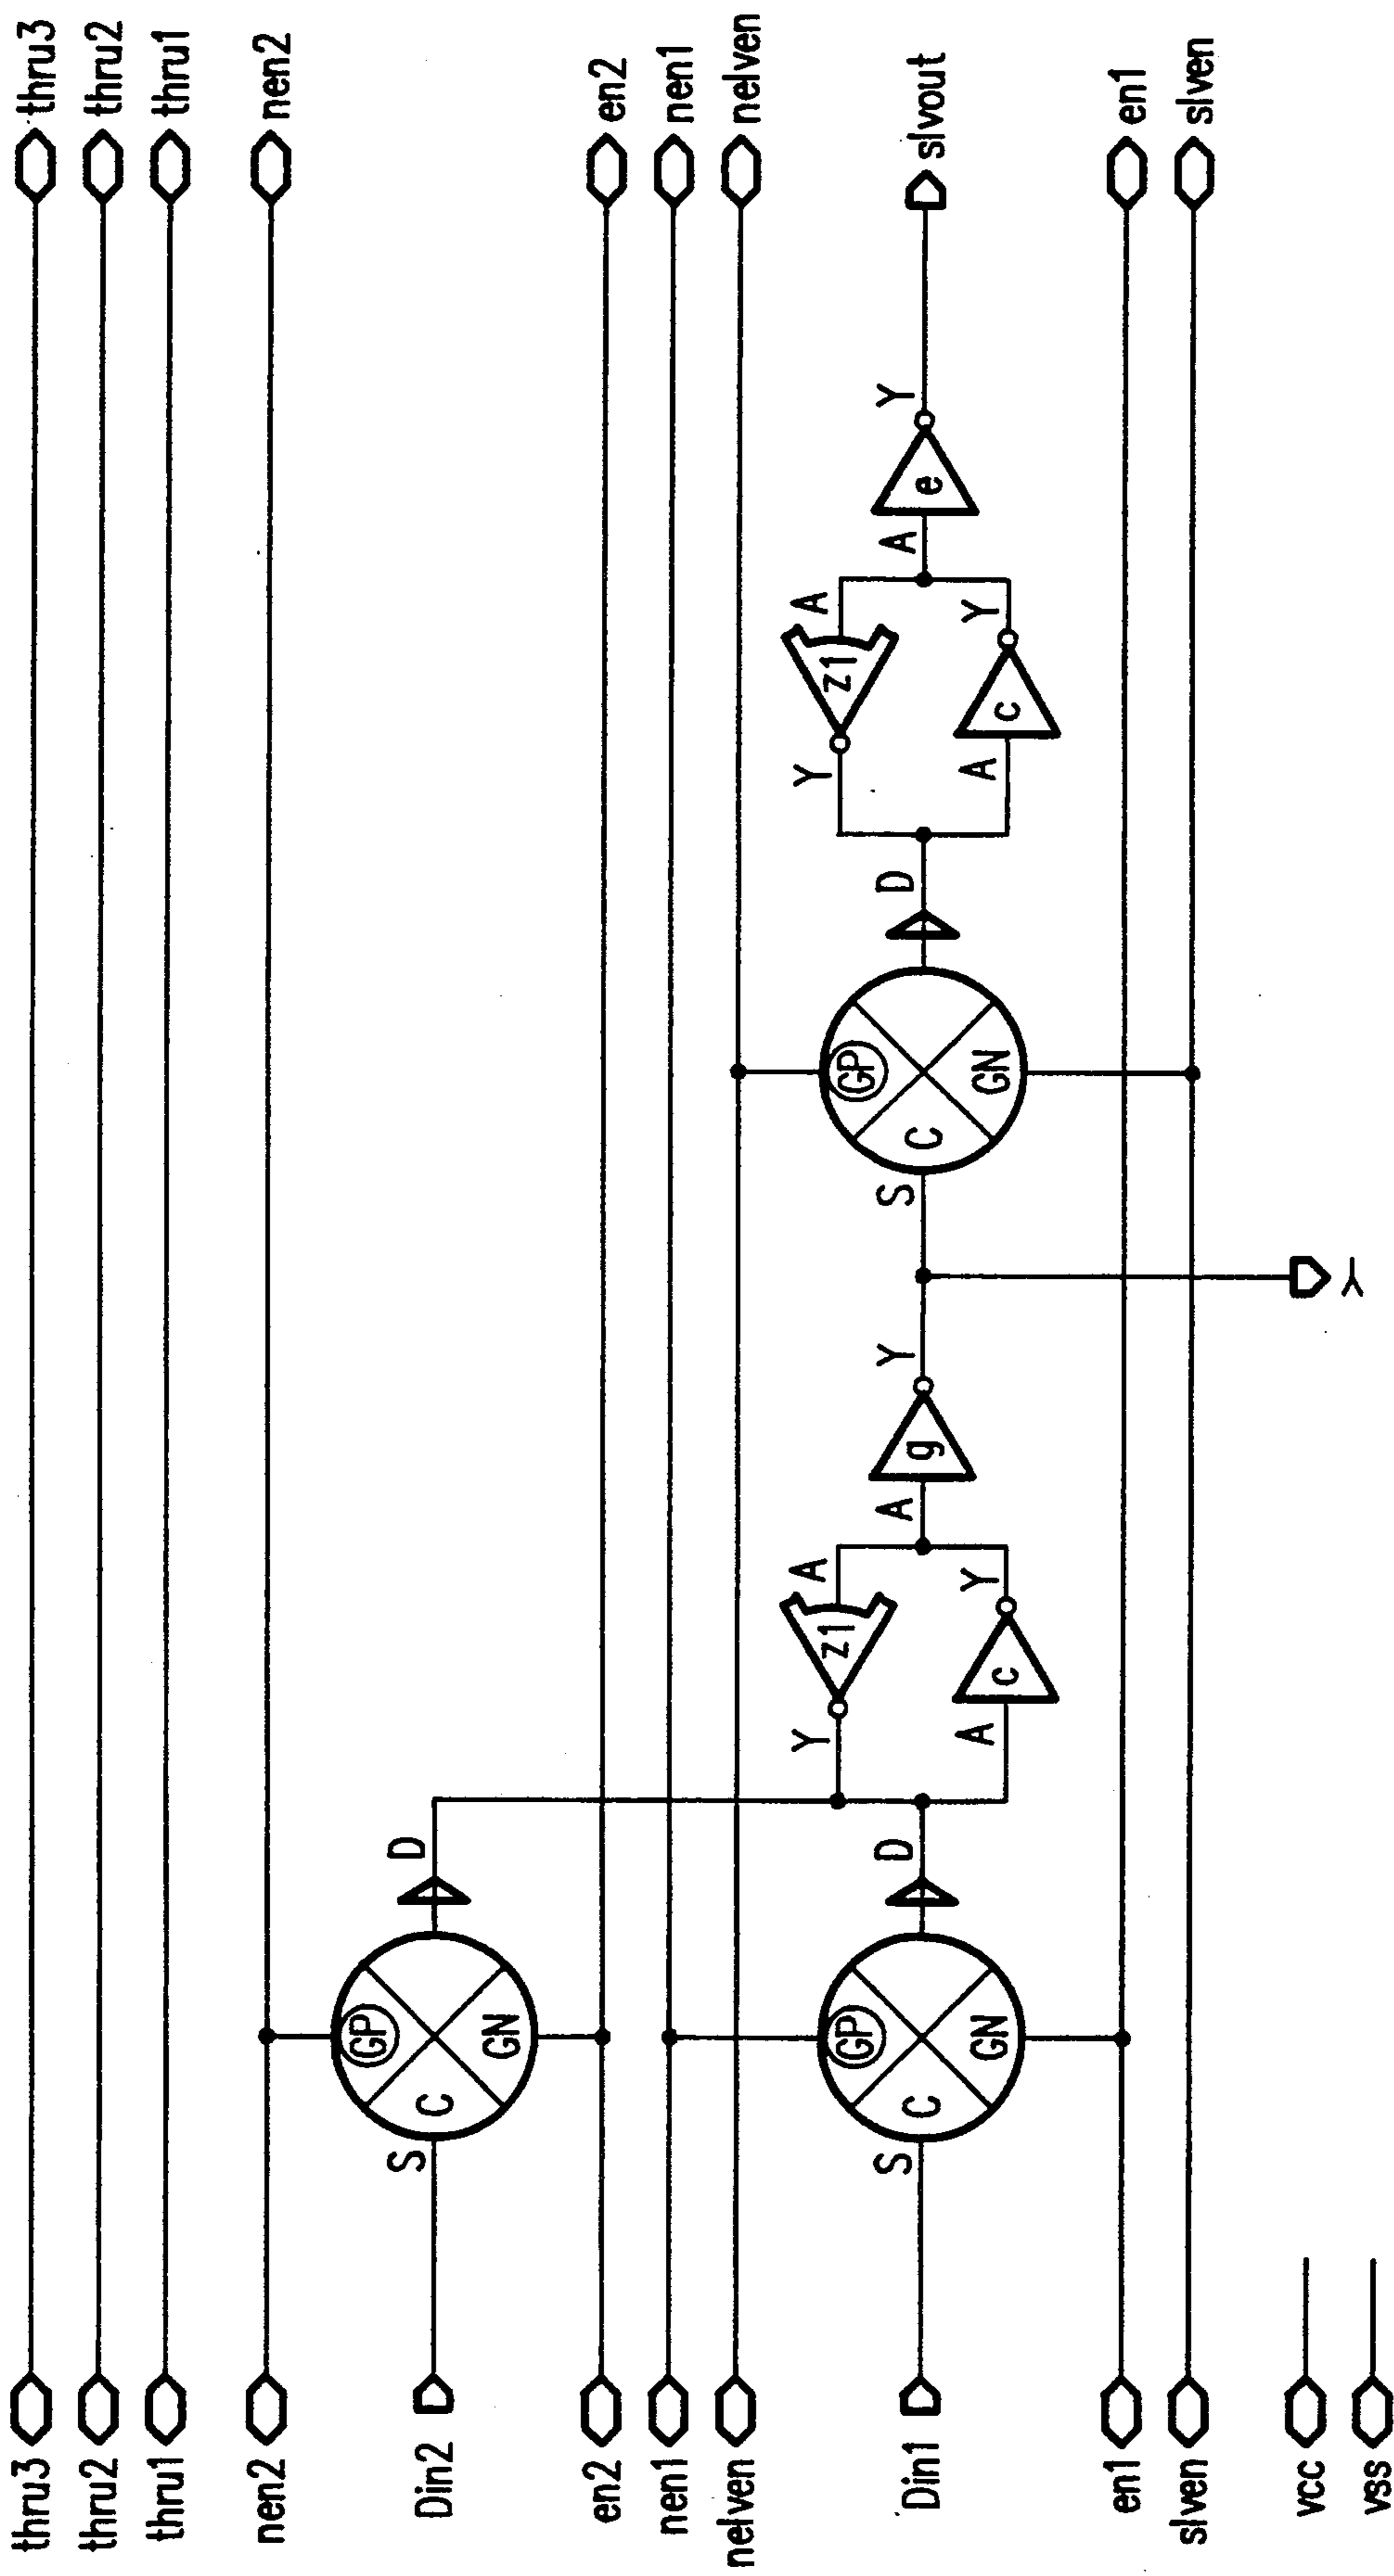 thru3 thru3
thru2 thru2
thru1 thru1
nen2 nen2
GP
S C D
Din2
GN
en2 en2
nen1 nen1
nelven nelven
Y z1 A
Y z1 A
GP
GP
Din1
S C D
A g Y
S C D
A e Y
slvout
GN
GN
A c Y
A c Y
en1 en1
slven slven
vcc
Y
vss